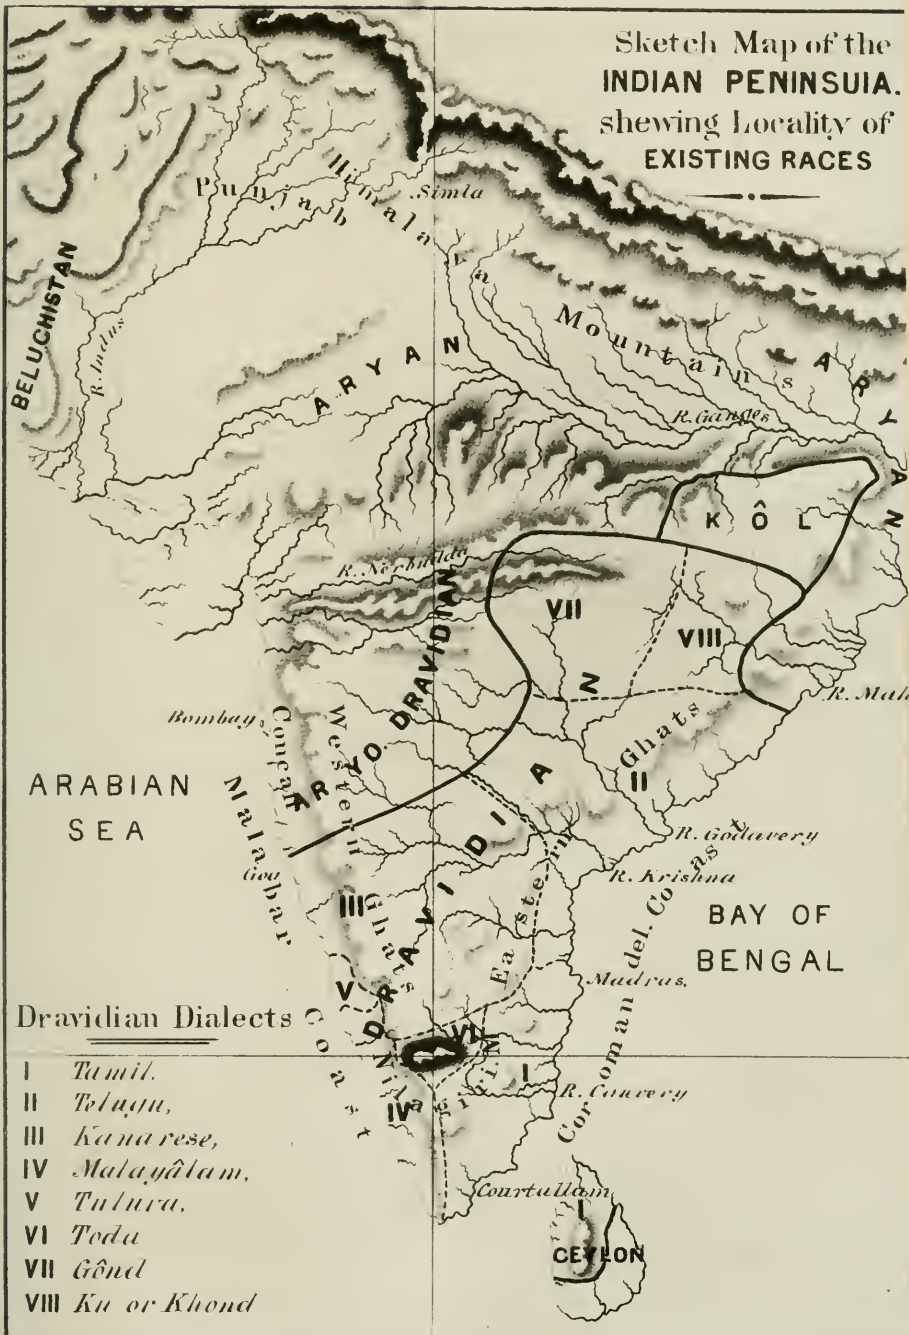 Sketch Map of the
INDIAN PENINSUIA.
shewing Locality of
EXISTING RACES
Punjab
Himalaya
Mountains
Simla
BELUCHISTAN
R. Indus
ARYAN
ARYAN
R. Ganges
KÔL
R. Nerbudda
VII
VIII
ARYO DRAVIDIAN
Bombay
Concan
Western
Ghats
R. Mah
Ghats
II
ARABIAN
SEA
Malabar
Coast
DRAVIDIAN
R. Godavery
R. Krishna
Goa
III
Eastern
Coromandel. Coast
BAY OF
BENGAL
Madras.
V
VI
Nilagiri
I
R. Cauvery
IV
Courtallam
I
CEYLON
Dravidian Dialects
I Tamil.
II Telugu,
III Kanarese,
IV Malayâlam,
V Tuluva,
VI Toda
VII Gônd
VIII Ku or Khond